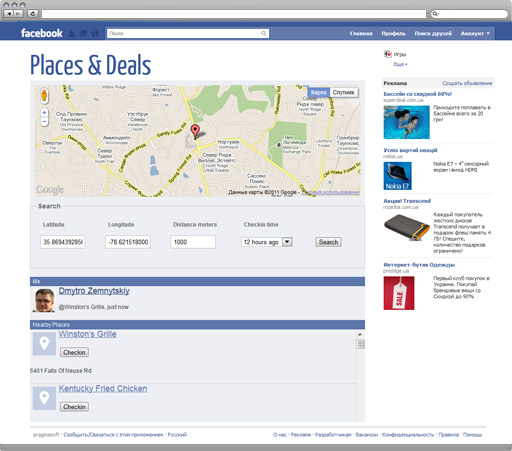 facebook
Поиск
Главная Профиль Поиск друзей Аккаунт
Places & Deals
Игры
Еще
Карта Спутник
Google
Данные карты ©2011 Google - Условия использования
Search
Latitude Longitude Distance meters Checkin time
35.8694392850 -78.621518000 1000 12 hours ago Search
Me
Dmytro Zemnytskiy
@Winston's Grille, just now
Nearby Places
Winston's Grille
Checkin
6401 Falls Of Neuse Rd
Kentucky Fried Chicken
Checkin
Реклама Создать объявление
Бассейн со скидкой 60%!
superdeal.com.ua
Приходите поплавать в бассейне всего за 20 грн!
Успіх вартий овацій
nokia.ua
Nokia E7 – 4" сенсорний екран і выход HDMI
Nokia E7
Акция! Transcend
rozetka.com.ua
Каждый покупатель жестких дисков Transcend получает в подарок флеш память 4 Гб! Спешите, количество подарков ограничено!
Интернет-бутик Одежды
prestige.ua
Первый клуб покупок в Украине. Покупай брендовые вещи со Скидкой до 90%
SALE
pragnasoft · Сообщить/Связаться с этим приложением · Русский
О нас · Реклама · Разработчикам · Вакансии · Конфиденциальность · Правила · Помощь